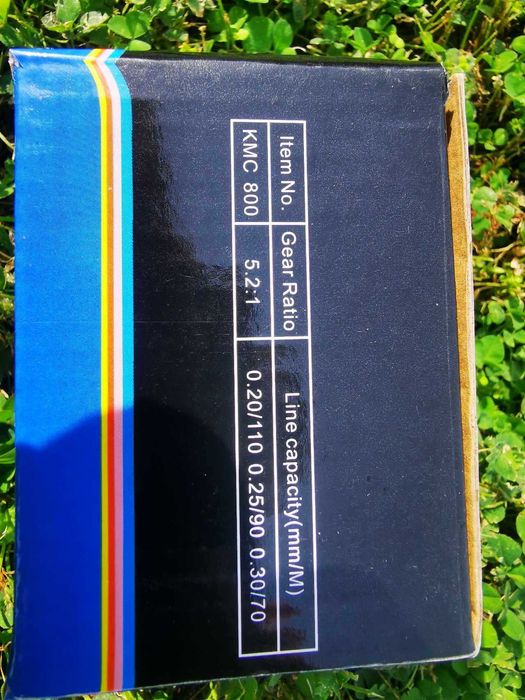 Item No. Gear Ratio Line capacity(mm/M)
KMC 800 5.2:1 0.20/110 0.25/90 0.30/70